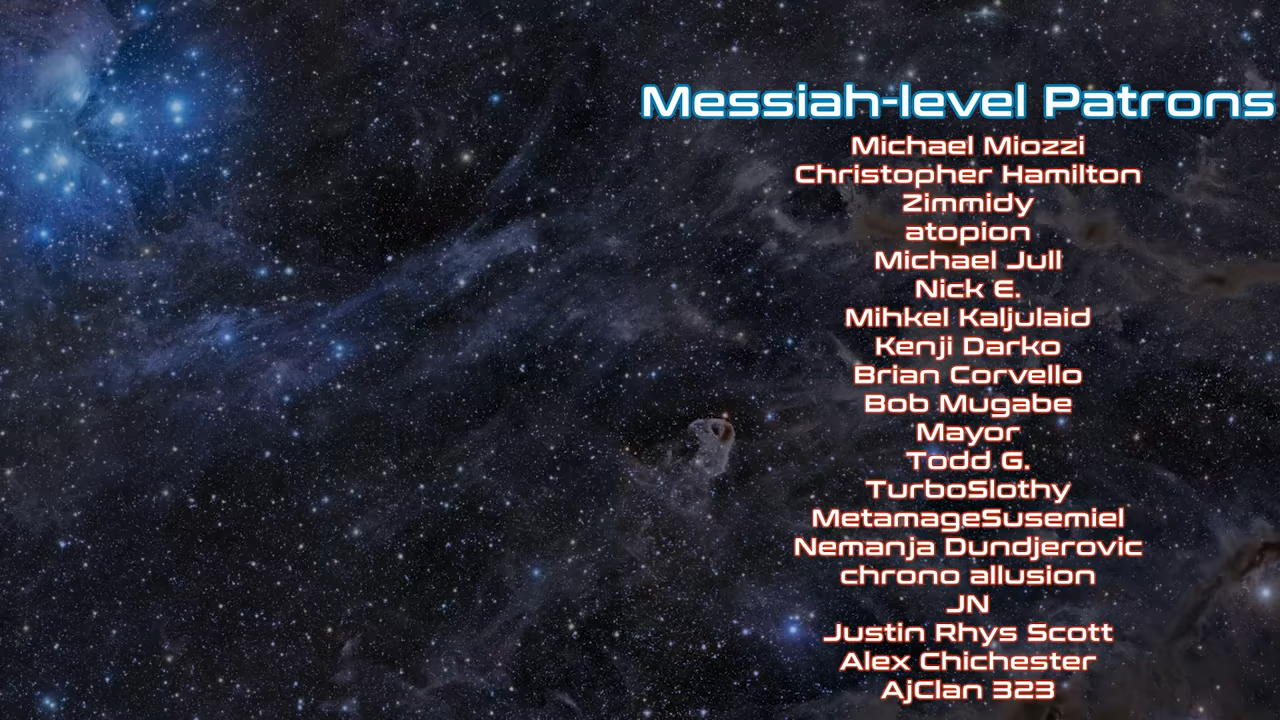 Messiah-level Patrons
Michael Miozzi
Christopher Hamilton
Zimmidy
atopion
Michael Jull
Nick E.
Mihkel Kaljulaid
Kenji Darko
Brian Corvello
Bob Mugabe
Mayor
Todd G.
TurboSlothy
MetamageSusemiel
Nemanja Dundjerovic
chrono allusion
JN
Justin Rhys Scott
Alex Chichester
AjClan 323